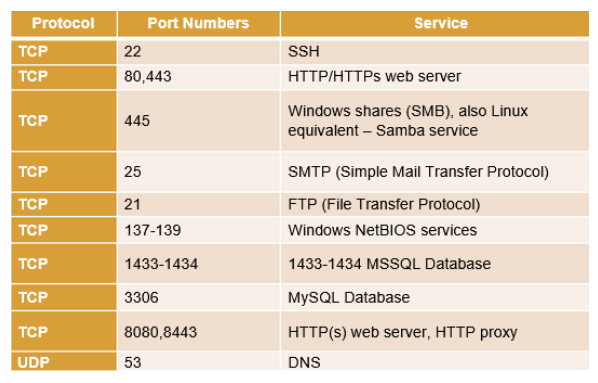 Protocol Port Numbers Service
TCP 22 SSH
TCP 80,443 HTTP/HTTPs web server
TCP 445 Windows shares (SMB), also Linux
equivalent – Samba service
TCP 25 SMTP (Simple Mail Transfer Protocol)
TCP 21 FTP (File Transfer Protocol)
TCP 137-139 Windows NetBIOS services
TCP 1433-1434 1433-1434 MSSQL Database
TCP 3306 MySQL Database
TCP 8080,8443 HTTP(s) web server, HTTP proxy
UDP 53 DNS